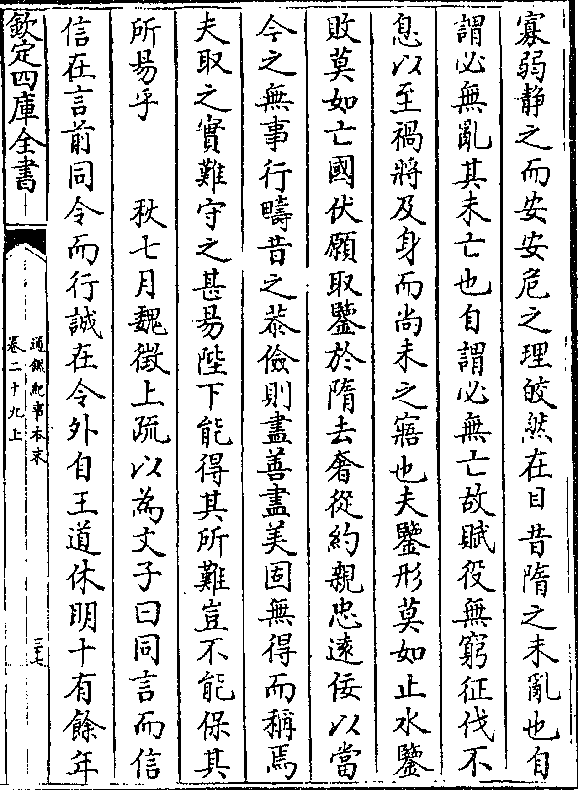 寡弱静之而安安危之理皎然在目昔隋之未亂也自
謂必無亂其未亡也自謂必無亡故賦役無窮征伐不
息以至禍將及身而尚未之寤也夫鑒形莫如止水鑒
敗莫如亡國伏願取鑒於隋去奢從約親忠逺佞以當
今之無事行疇昔之恭儉則盡善盡美固無得而稱焉
夫取之實難守之甚易陛下能得其所難豈不能保其
所易乎 秋七月魏徵上疏以為文子曰同言而信
信在言前同令而行誠在令外自王道休明十有餘年
欽定四庫全書
通鑑紀事本末
卷二十九上
三十七